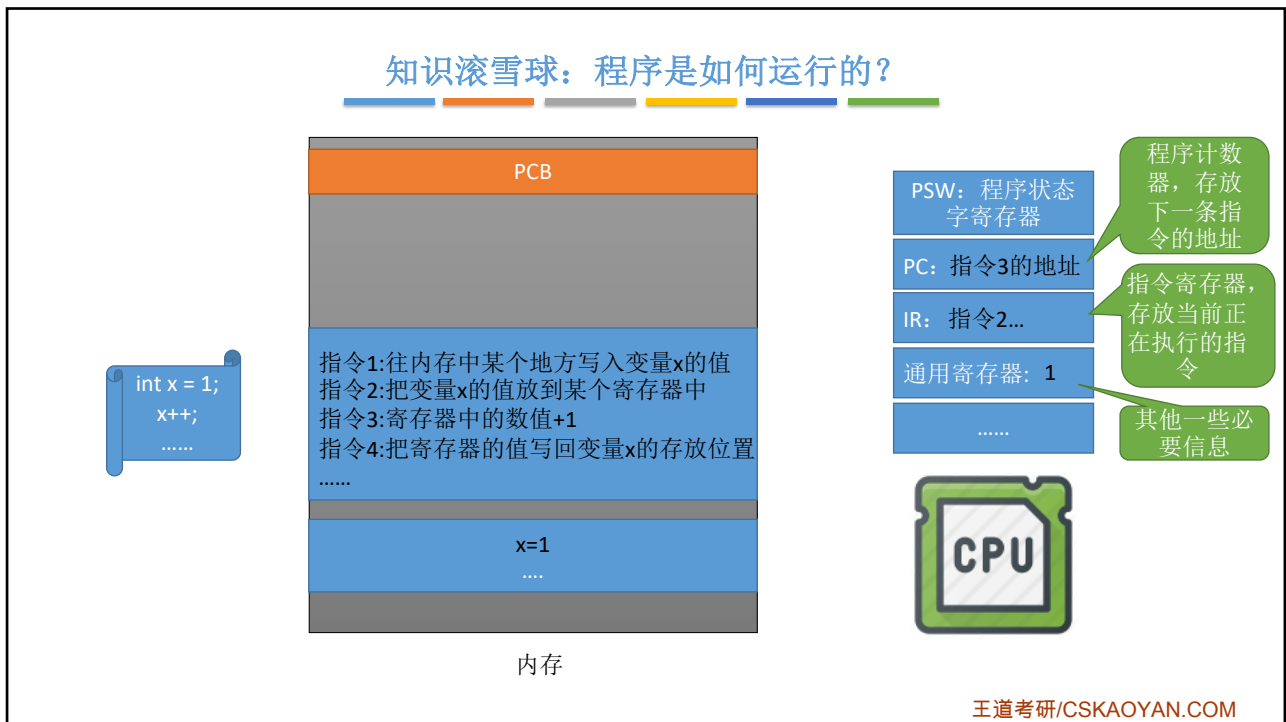 知识滚雪球：程序是如何运行的？
int x = 1;
x++;
……
PCB
指令1:往内存中某个地方写入变量x的值
指令2:把变量x的值放到某个寄存器中
指令3:寄存器中的数值+1
指令4:把寄存器的值写回变量x的存放位置
……
x=1
….
内存
PSW：程序状态
字寄存器
PC：指令3的地址
IR： 指令2…
通用寄存器: 1
……
程序计数
器，存放
下一条指
令的地址
指令寄存器，
存放当前正
在执行的指
令
其他一些必
要信息
CPU
王道考研/CSKAOYAN.COM